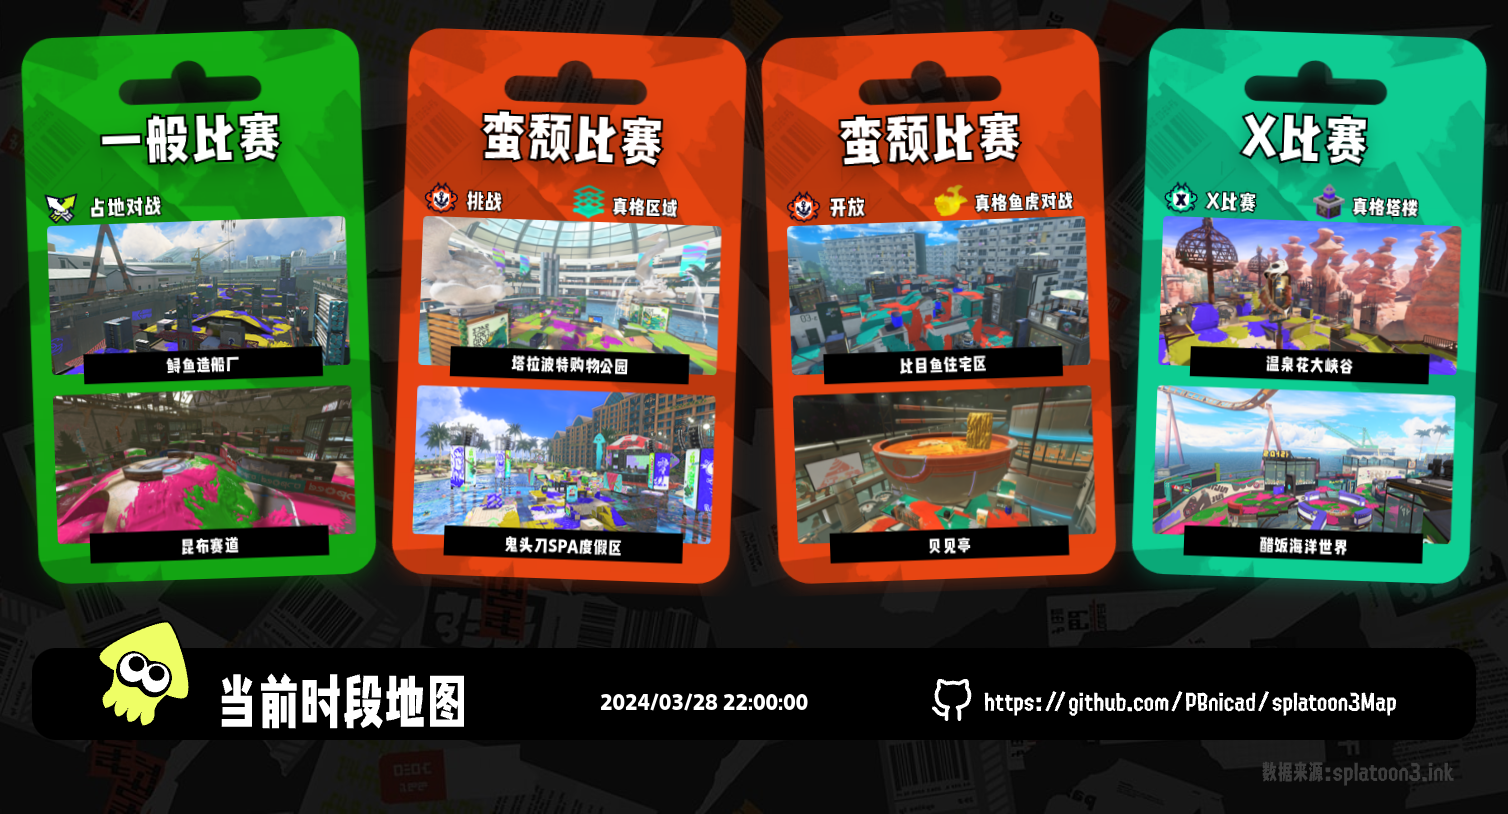 一般比赛
占地对战
鲟鱼造船厂
昆布赛道
蛮颓比赛
挑战
真格区域
塔拉波特购物公园
鬼头刀SPA度假区
蛮颓比赛
开放
真格鱼虎对战
比目鱼住宅区
贝贝亭
X比赛
X比赛
真格塔楼
温泉花大峡谷
醋饭海洋世界
当前时段地图
2024/03/28 22:00:00
https://github.com/PBnicad/splatoon3Map
数据来源:splatoon3.ink